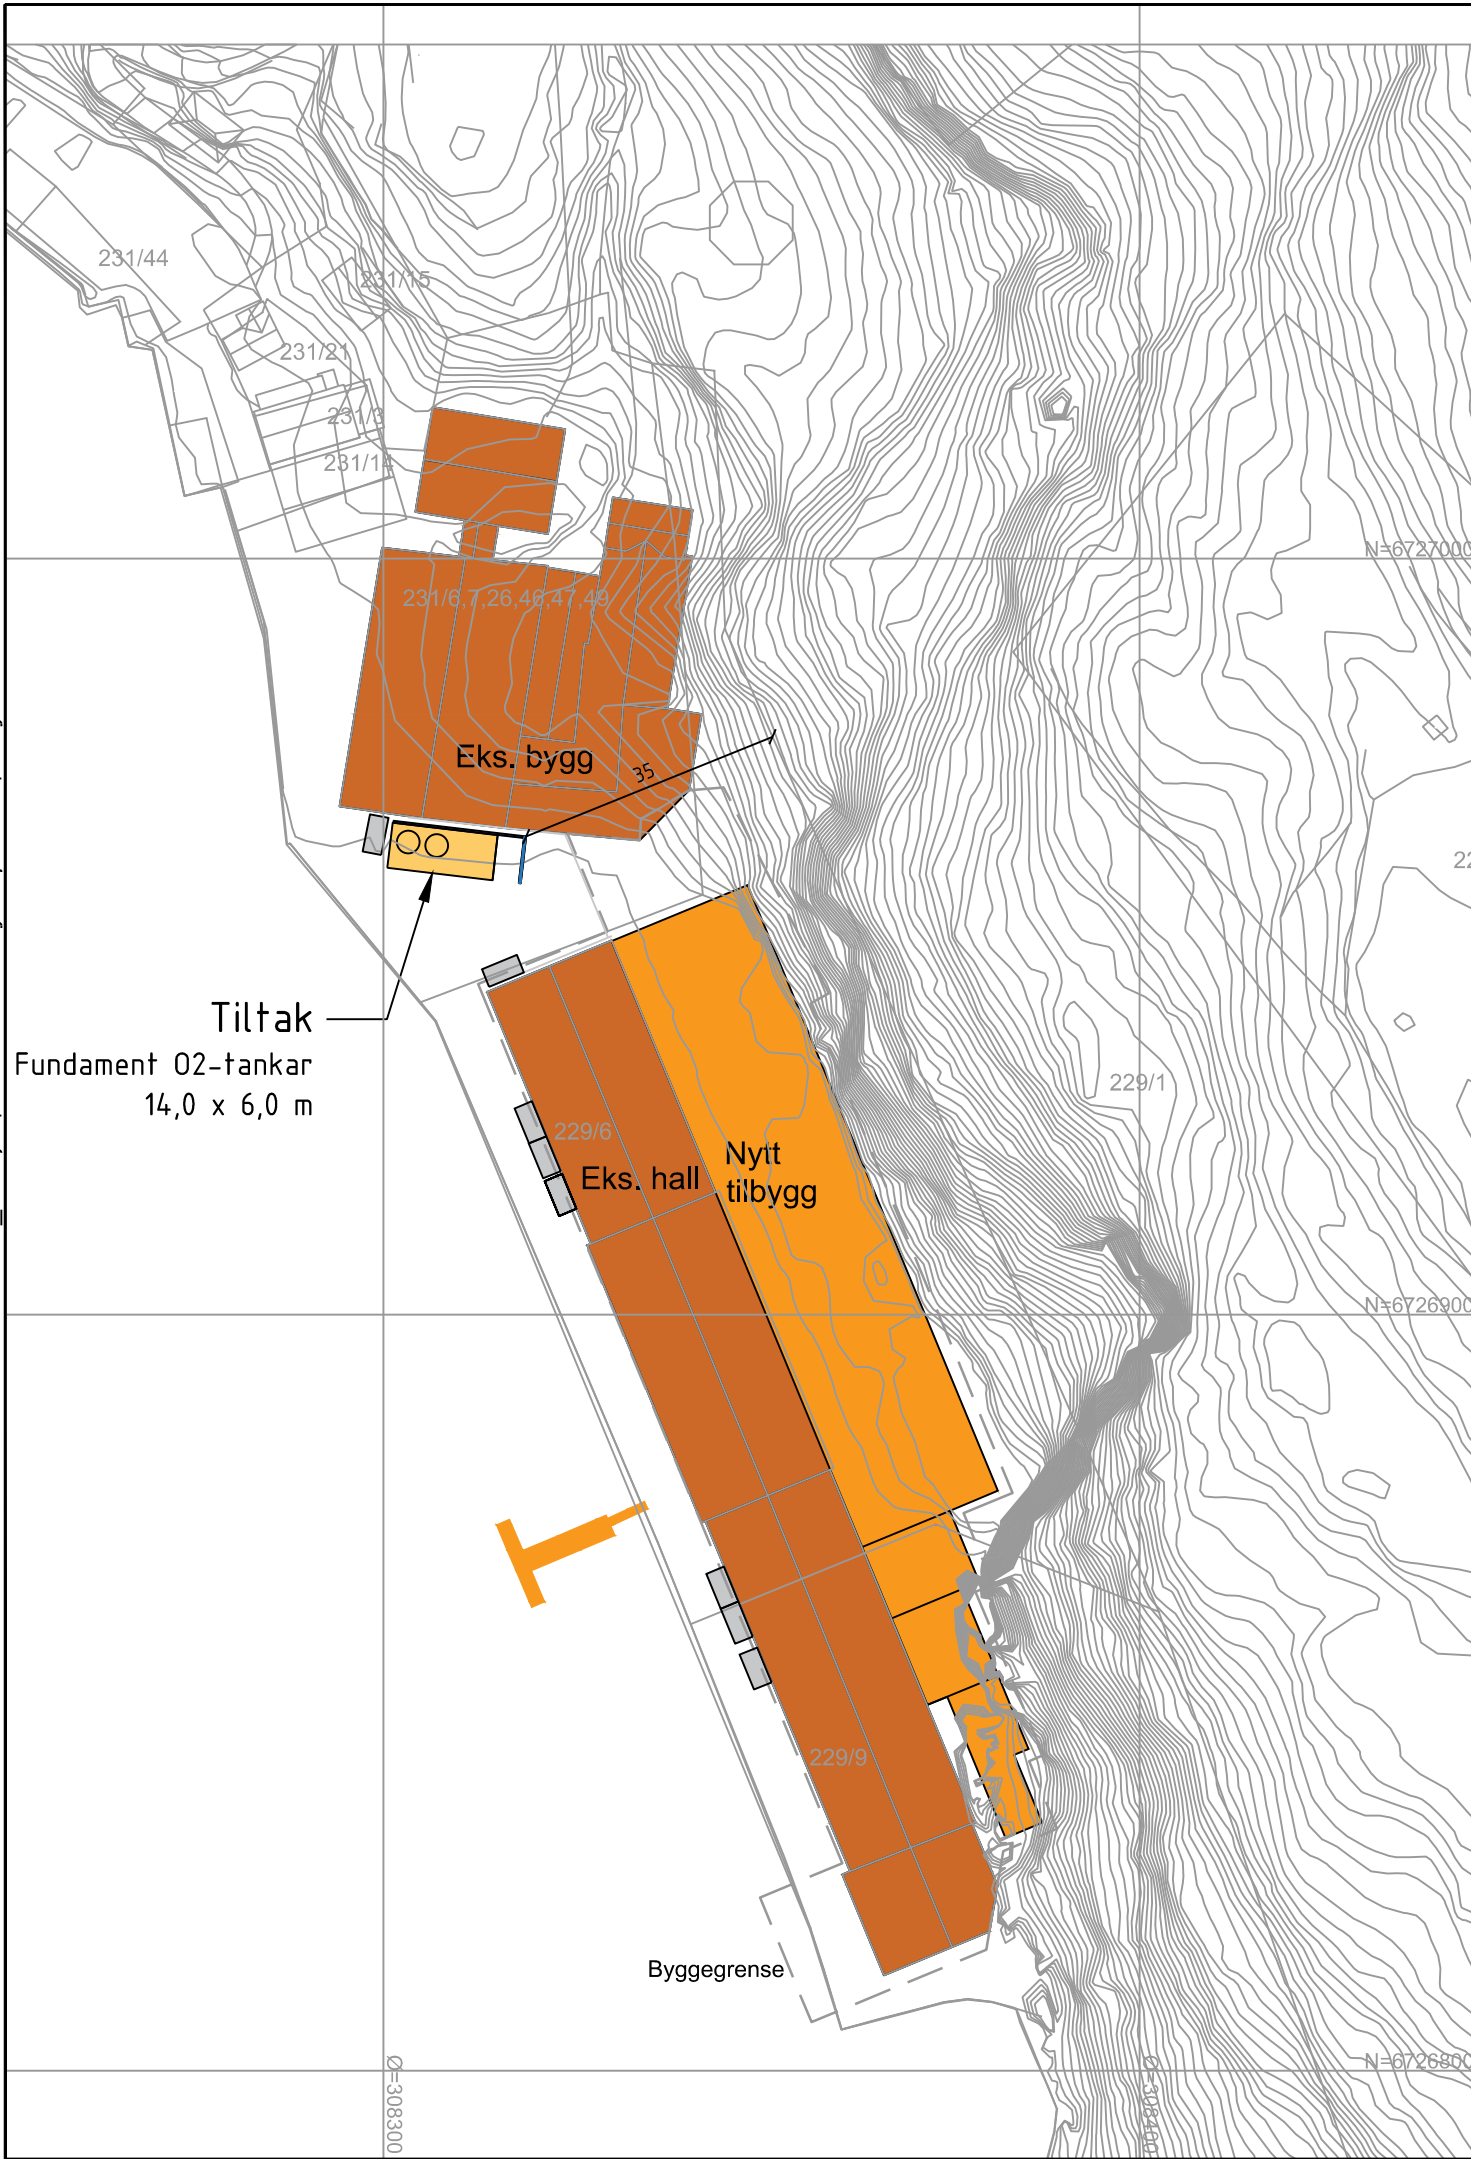 231/44
231/15
231/21
231/3
231/14
N=6727000
231/6,7,26,46,47,49
Eks. bygg
35
Tiltak
Fundament O2-tankar
14,0 x 6,0 m
229/1
229/6
Eks. hall
Nytt
tilbygg
N=6726900
229/9
Byggegrense
N=6726800
Ø=308300
Ø=308400